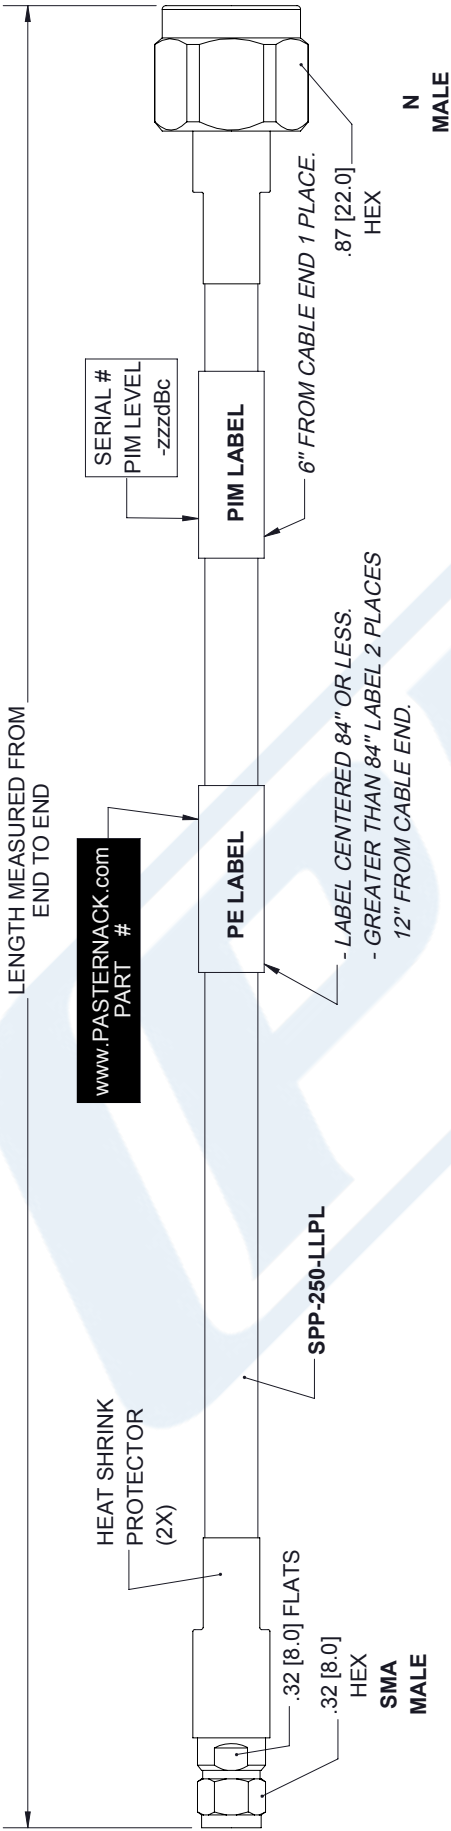 LENGTH MEASURED FROM
END TO END
www.PASTERNACK.com
PART #
SERIAL #
PIM LEVEL
-zzzdBc
HEAT SHRINK
PROTECTOR
(2X)
PE LABEL
PIM LABEL
.32 [8.0] FLATS
.32 [8.0]
HEX
SMA
MALE
SPP-250-LLPL
- LABEL CENTERED 84" OR LESS.
- GREATER THAN 84" LABEL 2 PLACES
12" FROM CABLE END.
6" FROM CABLE END 1 PLACE.
.87 [22.0]
HEX
N
MALE